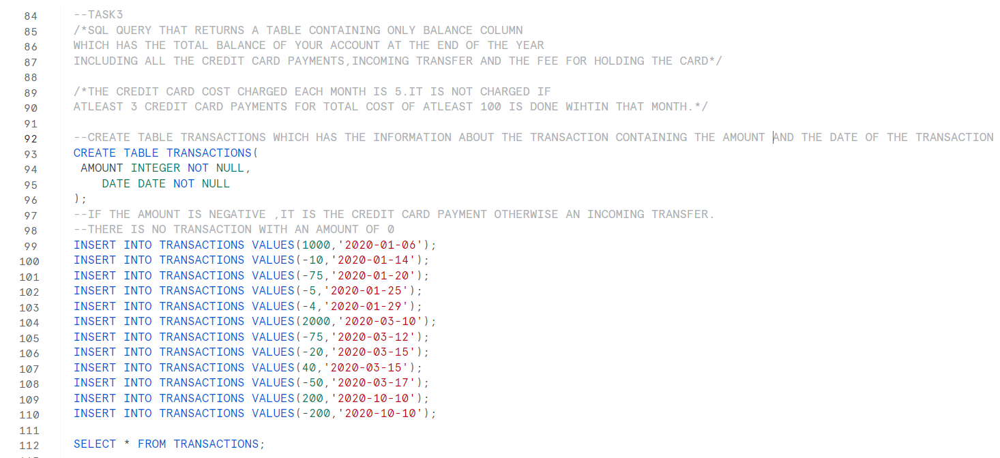 84 --TASK3
85 /*SQL QUERY THAT RETURNS A TABLE CONTAINING ONLY BALANCE COLUMN
86 WHICH HAS THE TOTAL BALANCE OF YOUR ACCOUNT AT THE END OF THE YEAR
87 INCLUDING ALL THE CREDIT CARD PAYMENTS,INCOMING TRANSFER AND THE FEE FOR HOLDING THE CARD*/
88
89 /*THE CREDIT CARD COST CHARGED EACH MONTH IS 5.IT IS NOT CHARGED IF
90 ATLEAST 3 CREDIT CARD PAYMENTS FOR TOTAL COST OF ATLEAST 100 IS DONE WIHTIN THAT MONTH.*/
91
92 --CREATE TABLE TRANSACTIONS WHICH HAS THE INFORMATION ABOUT THE TRANSACTION CONTAINING THE AMOUNT AND THE DATE OF THE TRANSACTION
93 CREATE TABLE TRANSACTIONS(
94 AMOUNT INTEGER NOT NULL,
95 DATE DATE NOT NULL
96 );
97 --IF THE AMOUNT IS NEGATIVE ,IT IS THE CREDIT CARD PAYMENT OTHERWISE AN INCOMING TRANSFER.
98 --THERE IS NO TRANSACTION WITH AN AMOUNT OF 0
99 INSERT INTO TRANSACTIONS VALUES(1000,'2020-01-06');
100 INSERT INTO TRANSACTIONS VALUES(-10,'2020-01-14');
101 INSERT INTO TRANSACTIONS VALUES(-75,'2020-01-20');
102 INSERT INTO TRANSACTIONS VALUES(-5,'2020-01-25');
103 INSERT INTO TRANSACTIONS VALUES(-4,'2020-01-29');
104 INSERT INTO TRANSACTIONS VALUES(2000,'2020-03-10');
105 INSERT INTO TRANSACTIONS VALUES(-75,'2020-03-12');
106 INSERT INTO TRANSACTIONS VALUES(-20,'2020-03-15');
107 INSERT INTO TRANSACTIONS VALUES(40,'2020-03-15');
108 INSERT INTO TRANSACTIONS VALUES(-50,'2020-03-17');
109 INSERT INTO TRANSACTIONS VALUES(200,'2020-10-10');
110 INSERT INTO TRANSACTIONS VALUES(-200,'2020-10-10');
111
112 SELECT * FROM TRANSACTIONS;